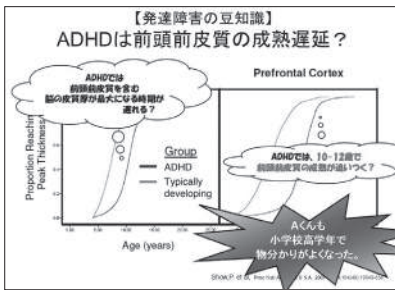 【発達障害の豆知識】
ADHDは前頭前皮質の成熟遅延？
ADHDでは
前頭前皮質を含む
脳の皮質厚が最大になる時期が
遅れる？
Prefrontal Cortex
Proportion Reaching
Peak Thickness
Group
ADHD
Typically
developing
Age (years)
ADHDでは、10-12歳で
前頭前皮質の成熟が追いつく？
Aくんも
小学校高学年で
物分かりがよくなった。
Shaw,P. et al,